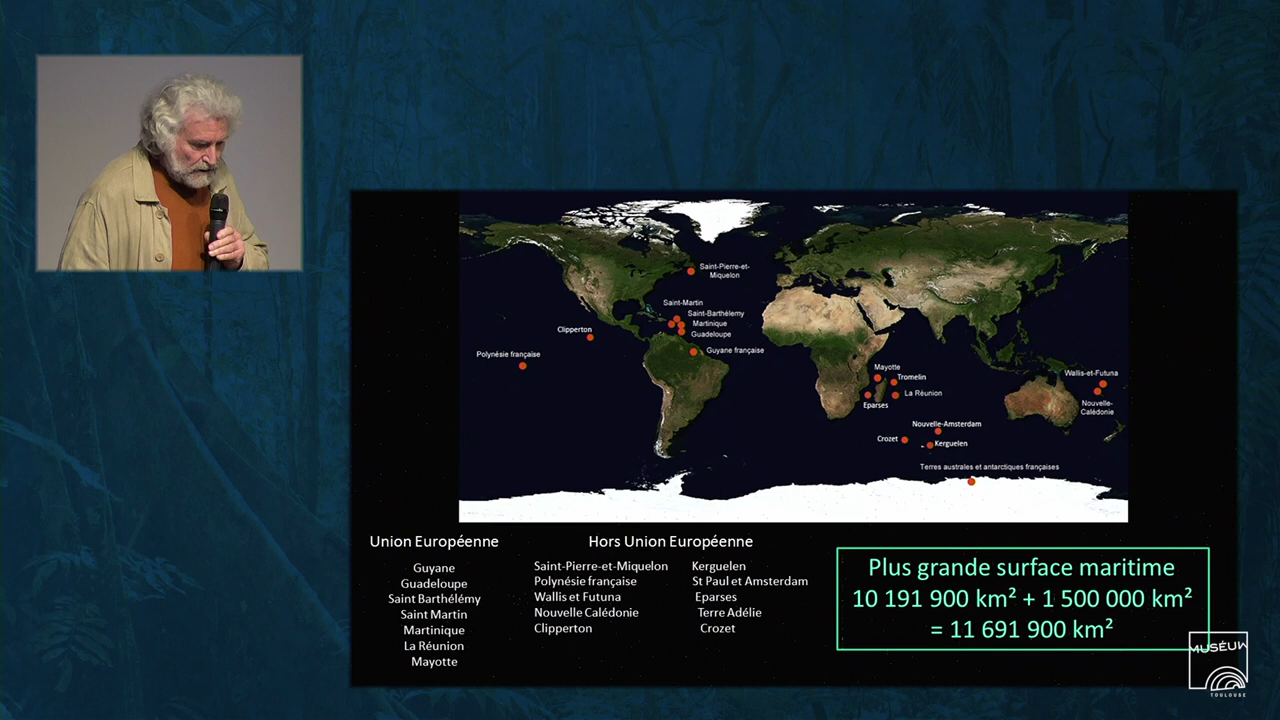 Saint-Pierre-et-
Miquelon
Saint-Martin
Saint-Barthélemy
Martinique
Guadeloupe
Clipperton
Guyane française
Polynésie française
Mayotte
Tromelin
La Réunion
Eparses
Wallis-et-Futuna
Nouvelle-
Calédonie
Nouvelle-Amsterdam
Crozet
Kerguelen
Terres australes et antarctiques françaises
Union Européenne
Guyane
Guadeloupe
Saint Barthélémy
Saint Martin
Martinique
La Réunion
Mayotte
Hors Union Européenne
Saint-Pierre-et-Miquelon
Polynésie française
Wallis et Futuna
Nouvelle Calédonie
Clipperton
Kerguelen
St Paul et Amsterdam
Eparses
Terre Adélie
Crozet
Plus grande surface maritime
10 191 900 km² + 1 500 000 km²
= 11 691 900 km²
MUSÉUM
TOULOUSE